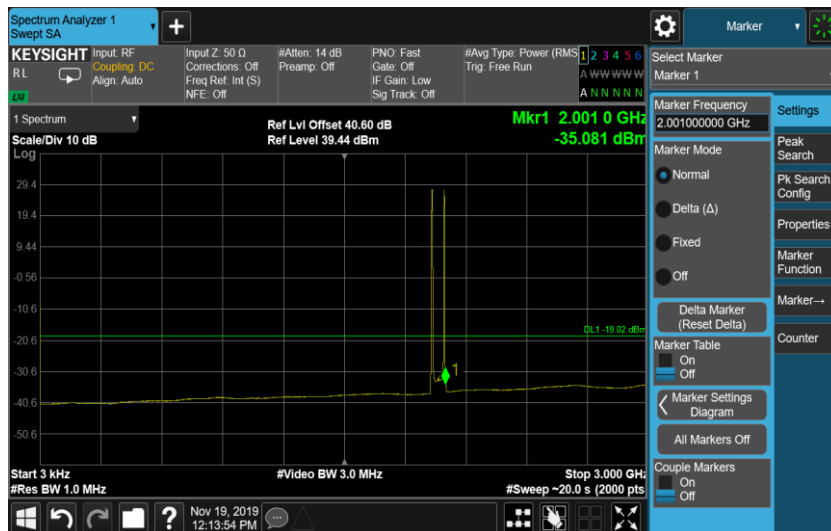 Spectrum Analyzer 1
Swept SA
Marker
KEYSIGHT
RL
LXI
Input: RF
Coupling: DC
Align: Auto
Input Z: 50 Ω
Corrections: Off
Freq Ref: Int (S)
NFE: Off
#Atten: 14 dB
Preamp: Off
PNO: Fast
Gate: Off
IF Gain: Low
Sig Track: Off
#Avg Type: Power (RMS
Trig: Free Run
1 2 3 4 5 6
A W W W W W
A N N N N N
Select Marker
Marker 1
1 Spectrum
Scale/Div 10 dB
Log
Ref Lvl Offset 40.60 dB
Ref Level 39.44 dBm
Mkr1 2.001 0 GHz
-35.081 dBm
29.4
19.4
9.44
-0.56
-10.6
-20.6
-30.6
-40.6
-50.6
DL1 -19.02 dBm
1
Start 3 kHz
#Res BW 1.0 MHz
#Video BW 3.0 MHz
Stop 3.000 GHz
#Sweep ~20.0 s (2000 pts
Marker Frequency
2.001000000 GHz
Marker Mode
Normal
Delta (Δ)
Fixed
Off
Delta Marker
(Reset Delta)
Marker Table
On
Off
Marker Settings
Diagram
All Markers Off
Couple Markers
On
Off
Settings
Peak
Search
Pk Search
Config
Properties
Marker
Function
Marker→
Counter
Nov 19, 2019
12:13:54 PM